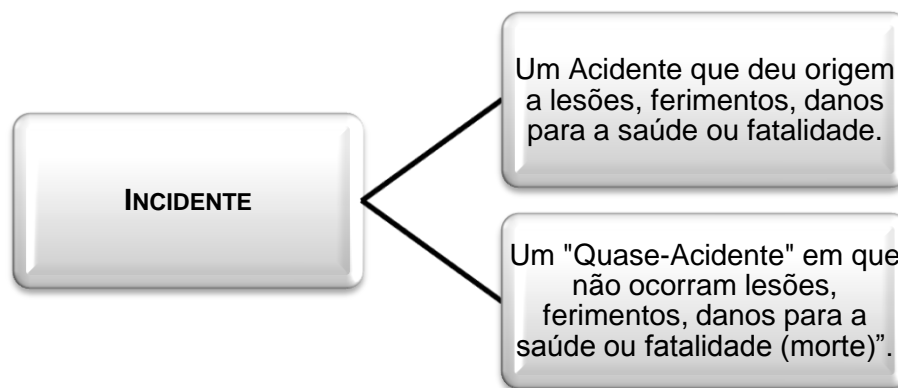 Um Acidente que deu origem
a lesões, ferimentos, danos
para a saúde ou fatalidade.
INCIDENTE
Um "Quase-Acidente" em que
não ocorram lesões,
ferimentos, danos para a
saúde ou fatalidade (morte)”.